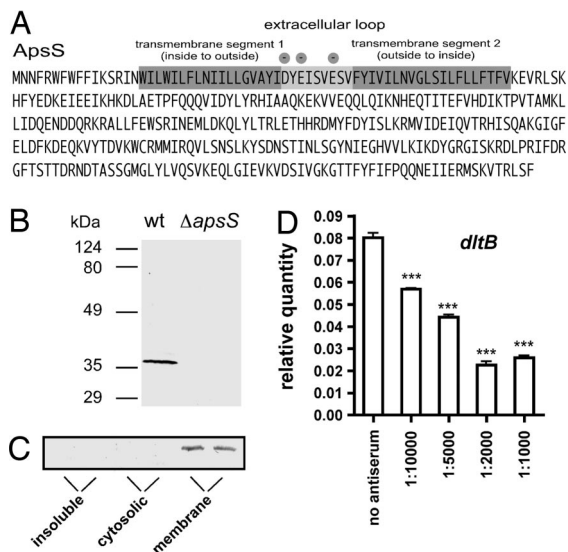 A
extracellular loop
ApsS
transmembrane segment 1
(inside to outside)
transmembrane segment 2
(outside to inside)
MNNFRWFWFFIKSRINWILWILFLNIILLGVAYIDYEISVESVFYIVILNVGLSILFLLFTFVKEVRLSK
HFYEDKEIEEIKHKDLAETPFQQQVIDYLYRHIAAQKEKVVEQQLQIKNHEQTITEFVHDIKTPVTAMKL
LIDQENDDQRKRALLFEWSRINEMLDKQLYLTRLETHHRDMYFDYISLKRMVIDEIQVTRHISQAKGIGF
ELDFKDEQKVYTDVKWCRMMIRQVLSNSLKYSDNSTINLSGYNIEGHVVLKIKDYGRGISKRDLPRIFDR
GFTSTTDRNDTASSGMGLYLVQSVKEQLGIEVKVDSIVGKGTTFYFIFPQQNEIIERMSKVTRLSF
B
kDa
wt
ΔapsS
124
80
49
35
29
C
insoluble
cytosolic
membrane
D
dltB
relative quantity
0.09
0.08
0.07
0.06
0.05
0.04
0.03
0.02
0.01
0.00
***
***
***
***
no antiserum
1:10000
1:5000
1:2000
1:1000